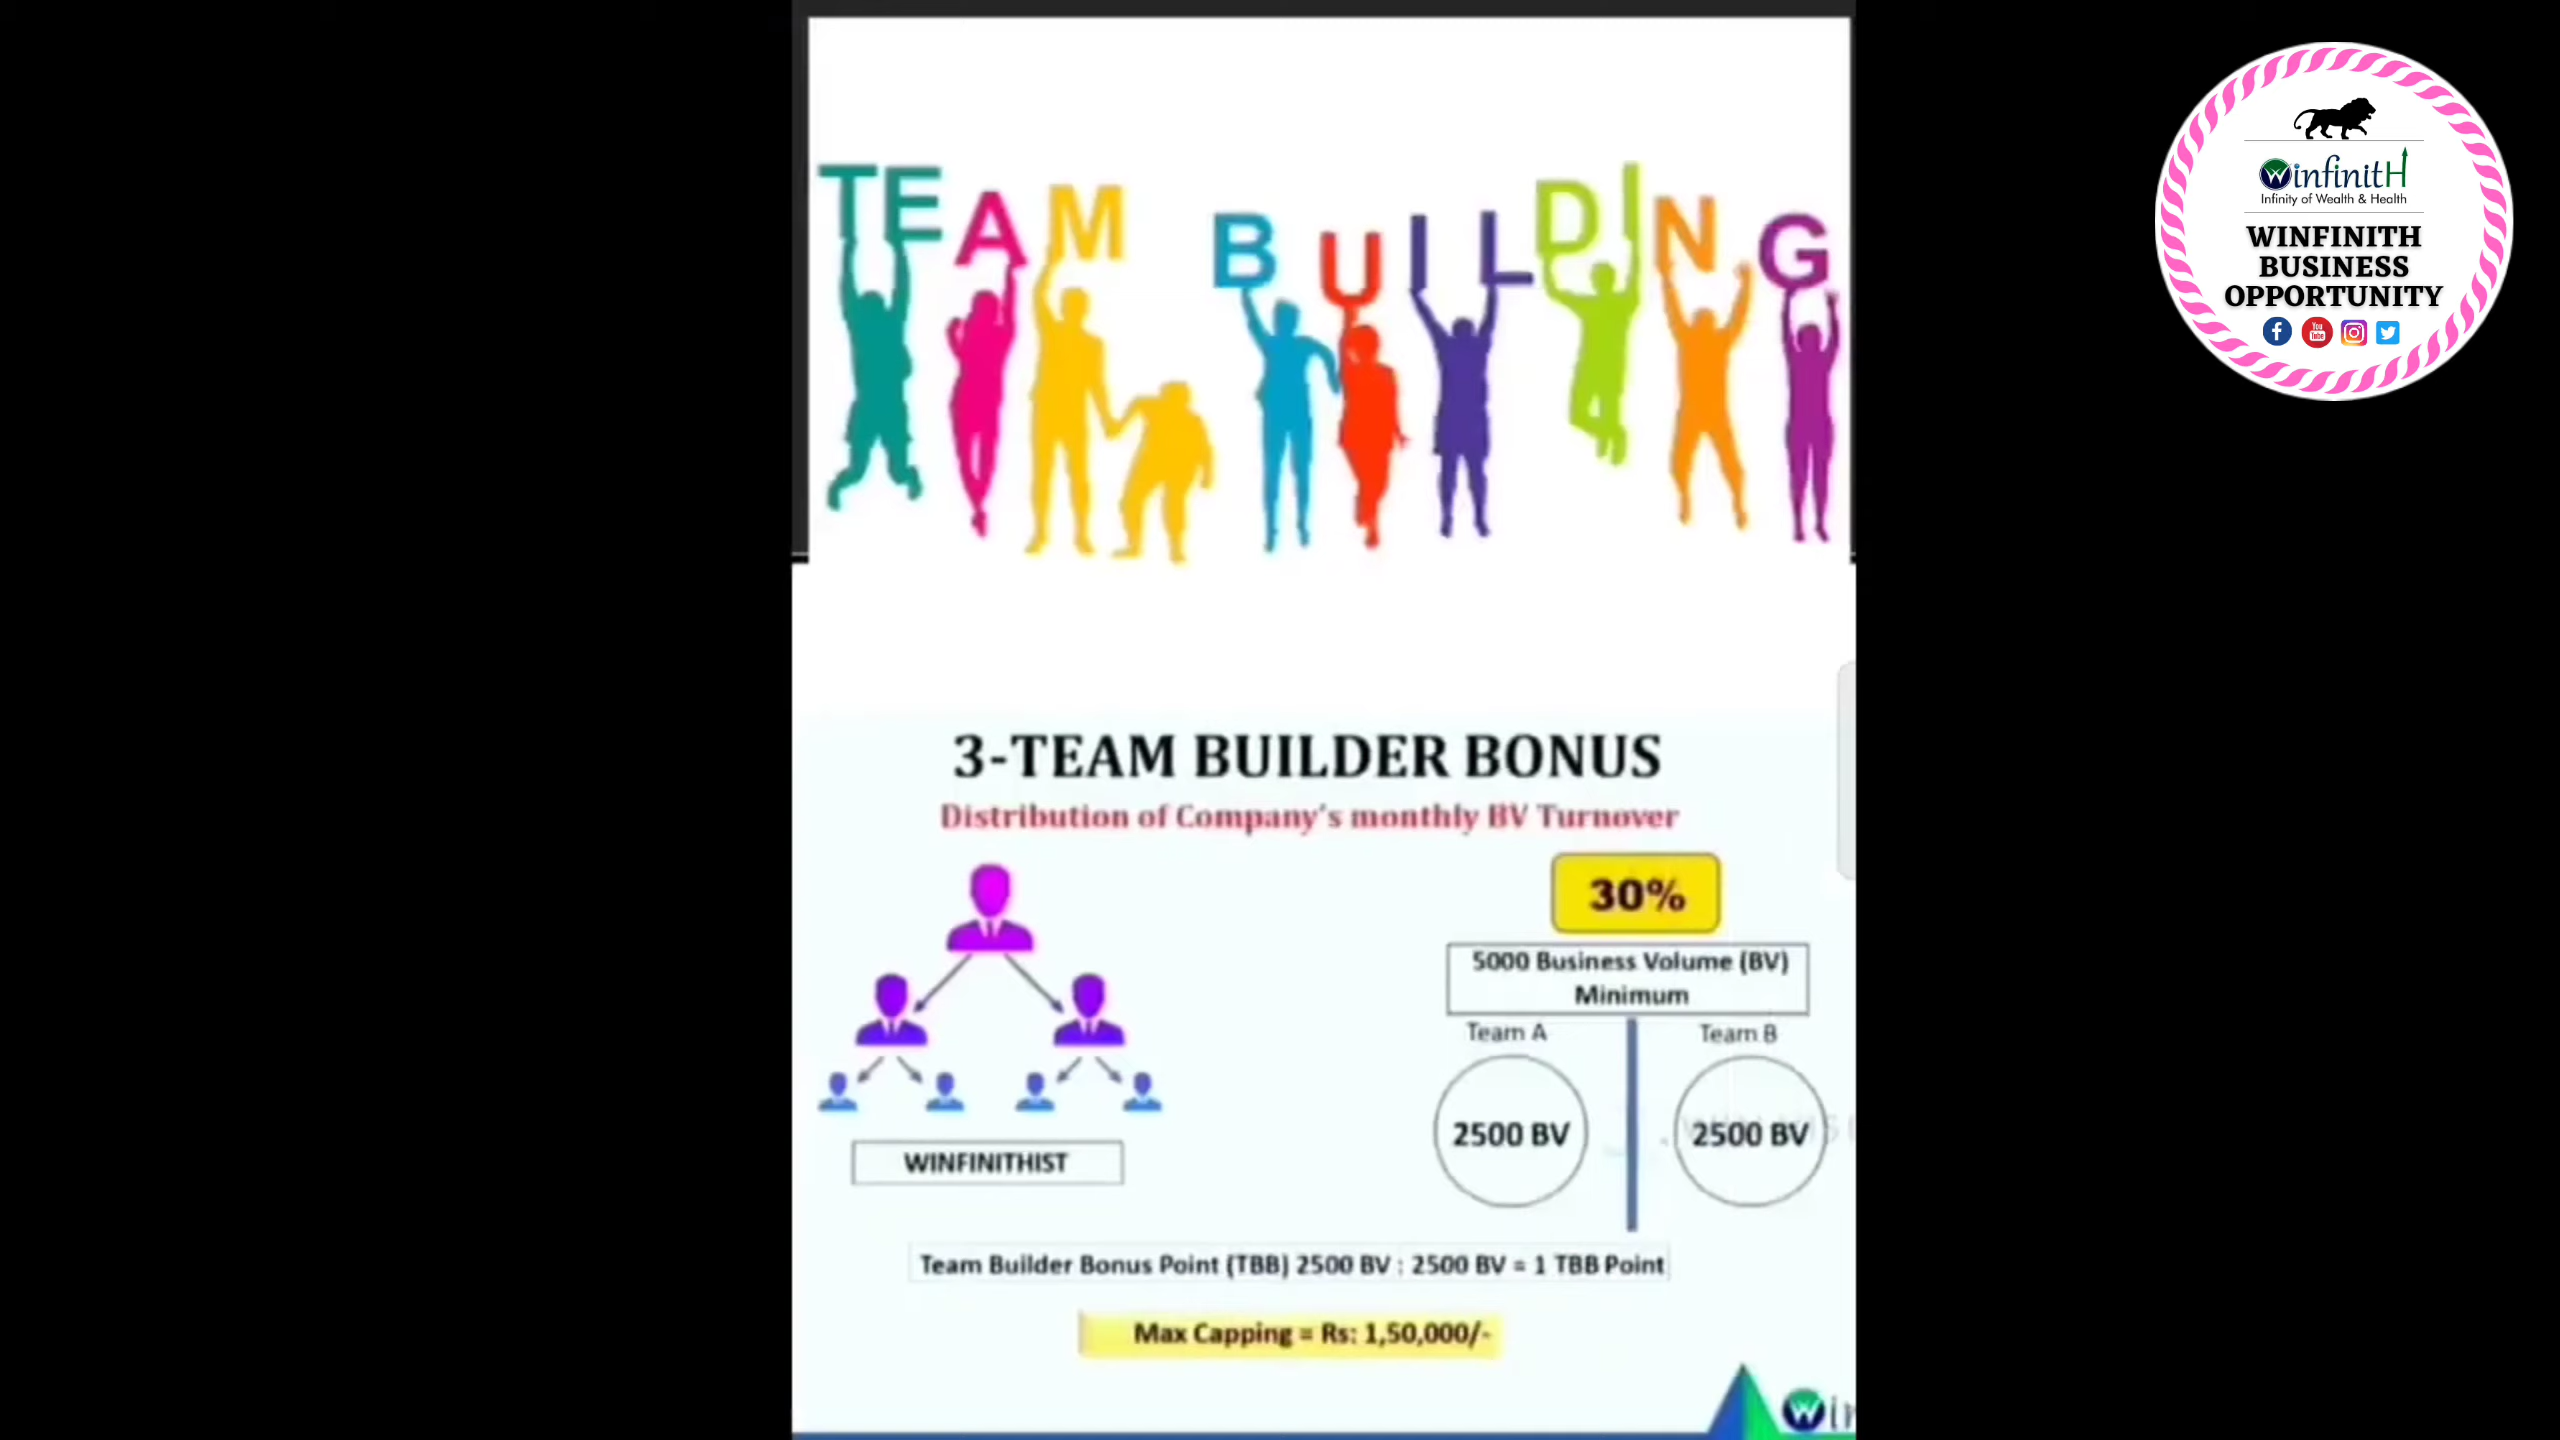 TEAM BUILDING
WinfinitH
Infinity of Wealth & Health
WINFINITH
BUSINESS
OPPORTUNITY
3-TEAM BUILDER BONUS
Distribution of Company's monthly BV Turnover
30%
5000 Business Volume (BV)
Minimum
Team A
Team B
2500 BV
2500 BV
WINFINITHIST
Team Builder Bonus Point (TBB) 2500 BV : 2500 BV = 1 TBB Point
Max Capping = Rs: 1,50,000/-